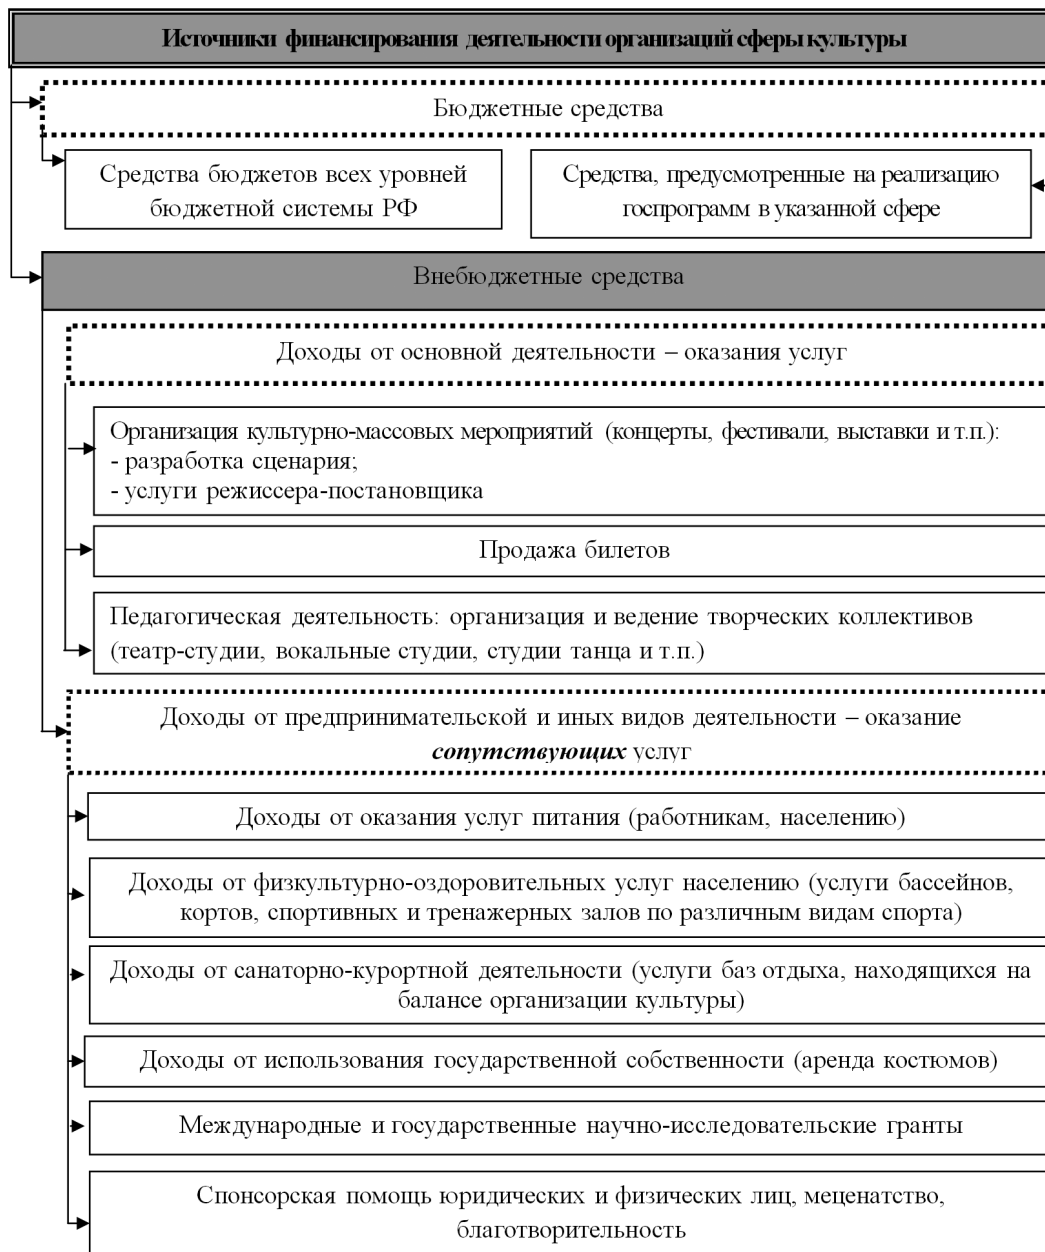 Источники финансирования деятельности организаций сферы культуры
Бюджетные средства
Средства бюджетов всех уровней
бюджетной системы РФ
Средства, предусмотренные на реализацию
госпрограмм в указанной сфере
Внебюджетные средства
Доходы от основной деятельности – оказания услуг
Организация культурно-массовых мероприятий (концерты, фестивали, выставки и т.п.):
- разработка сценария;
- услуги режиссера-постановщика
Продажа билетов
Педагогическая деятельность: организация и ведение творческих коллективов
(театр-студии, вокальные студии, студии танца и т.п.)
Доходы от предпринимательской и иных видов деятельности – оказание
сопутствующих услуг
Доходы от оказания услуг питания (работникам, населению)
Доходы от физкультурно-оздоровительных услуг населению (услуги бассейнов,
кортов, спортивных и тренажерных залов по различным видам спорта)
Доходы от санаторно-курортной деятельности (услуги баз отдыха, находящихся на
балансе организации культуры)
Доходы от использования государственной собственности (аренда костюмов)
Международные и государственные научно-исследовательские гранты
Спонсорская помощь юридических и физических лиц, меценатство,
благотворительность